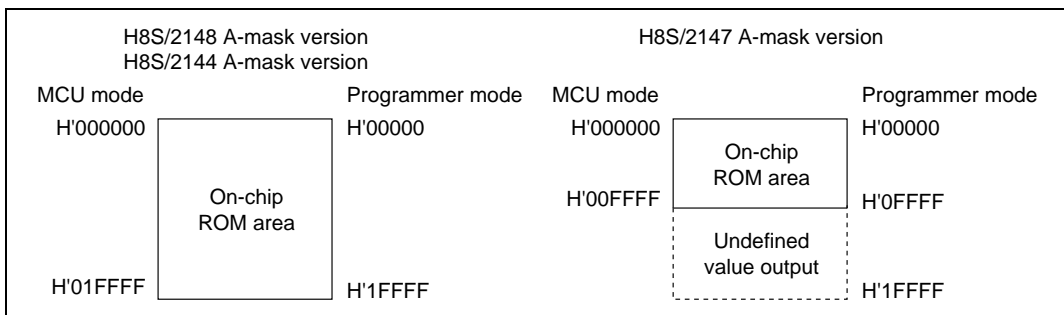 H8S/2148 A-mask version
H8S/2144 A-mask version
MCU mode
Programmer mode
H'000000
H'00000
On-chip
ROM area
H'01FFFF
H'1FFFF
H8S/2147 A-mask version
MCU mode
Programmer mode
H'000000
H'00000
On-chip
ROM area
H'00FFFF
H'0FFFF
Undefined
value output
H'1FFFF